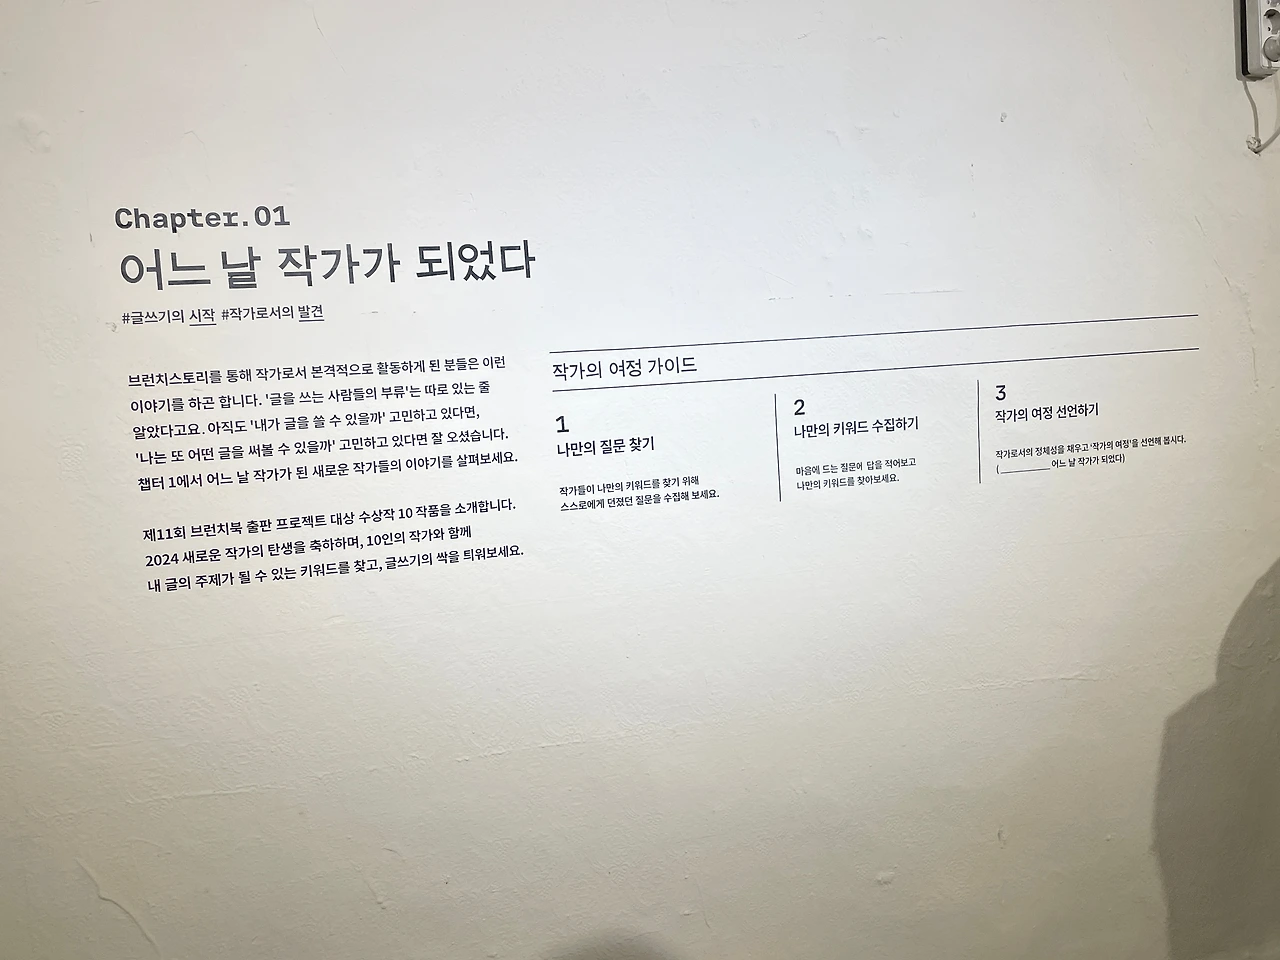 Chapter.01
어느 날 작가가 되었다
#글쓰기의 시작 #작가로서의 발견
브런치스토리를 통해 작가로서 본격적으로 활동하게 된 분들은 이런
이야기를 하곤 합니다. '글을 쓰는 사람들의 부류'는 따로 있는 줄
알았다고요. 아직도 '내가 글을 쓸 수 있을까' 고민하고 있다면,
'나는 또 어떤 글을 써볼 수 있을까' 고민하고 있다면 잘 오셨습니다.
챕터 1에서 어느 날 작가가 된 새로운 작가들의 이야기를 살펴보세요.
제11회 브런치북 출판 프로젝트 대상 수상작 10 작품을 소개합니다.
2024 새로운 작가의 탄생을 축하하며, 10인의 작가와 함께
내 글의 주제가 될 수 있는 키워드를 찾고, 글쓰기의 싹을 틔워보세요.
작가의 여정 가이드
1
나만의 질문 찾기
작가들이 나만의 키워드를 찾기 위해
스스로에게 던졌던 질문을 수집해 보세요.
2
나만의 키워드 수집하기
마음에 드는 질문에 답을 적어보고
나만의 키워드를 찾아보세요.
3
작가의 여정 선언하기
작가로서의 정체성을 채우고 '작가의 여정'을 선언해 봅시다.
(__________ 어느 날 작가가 되었다)